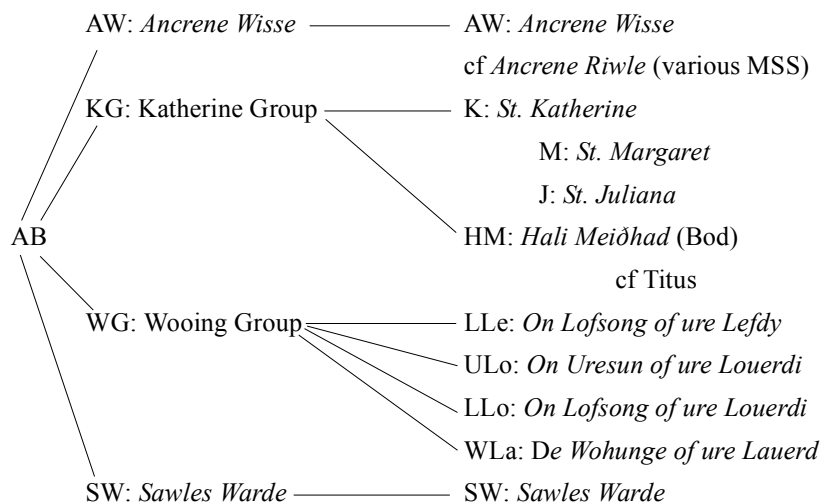 AW: Ancrene Wisse AW: Ancrene Wisse
cf Ancrene Riwle (various MSS)
KG: Katherine Group K: St. Katherine
M: St. Margaret
J: St. Juliana
AB HM: Hali Meiðhad (Bod)
cf Titus
WG: Wooing Group LLe: On Lofsong of ure Lefdy
ULo: On Uresun of ure Louerdi
LLo: On Lofsong of ure Louerdi
WLa: De Wohunge of ure Lauerd
SW: Sawles Warde SW: Sawles Warde